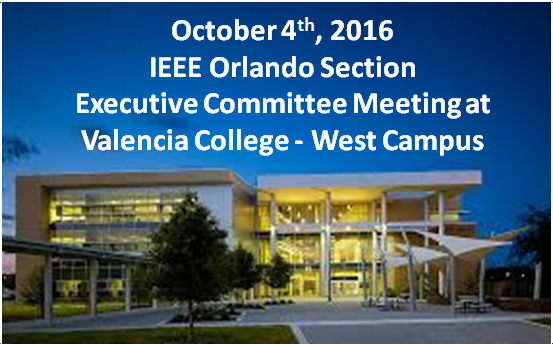 October 4th, 2016
IEEE Orlando Section
Executive Committee Meeting at
Valencia College - West Campus